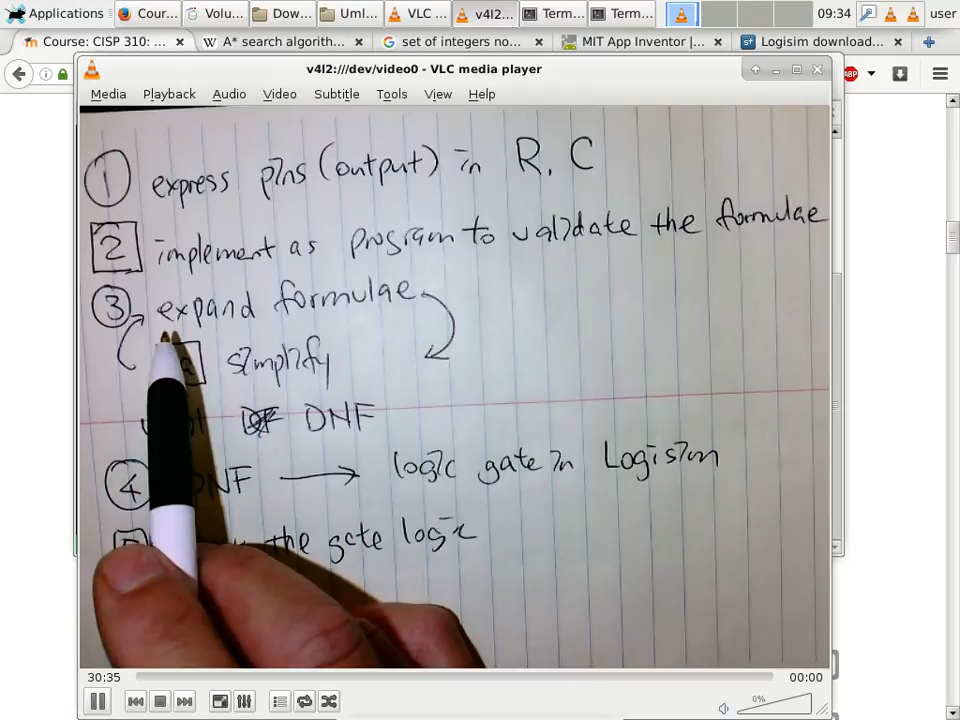 Applications Cour... Volu... Dow... Uml... VLC ... v4l2... Term... Term... 09:34 user
Course: CISP 310: ... A* search algorith... set of integers no... MIT App Inventor | ... Logisim download...
ABP
v4l2:///dev/video0 - VLC media player
Media Playback Audio Video Subtitle Tools View Help
1 express pins (output) in R, C
2 implement as program to validate the formulae
3 expand formulae
simplify
DNF
4 DNF → logic gate in Logisim
the gate logic
30:35 00:00
0%